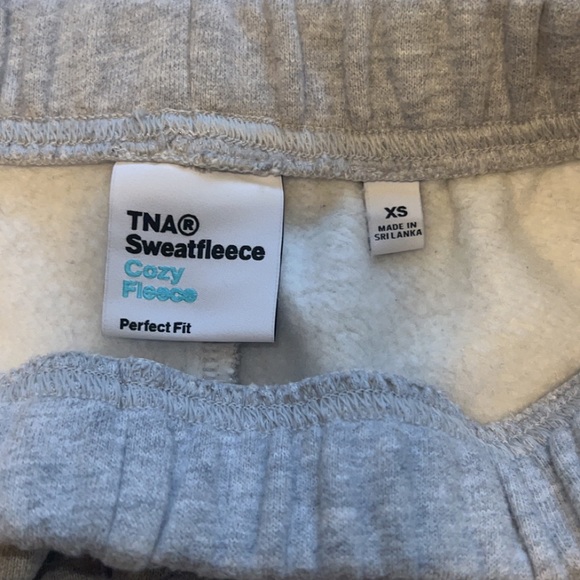 TNA®
Sweatfleece
Cozy
Fleece
Perfect Fit
XS
MADE IN
SRI LANKA